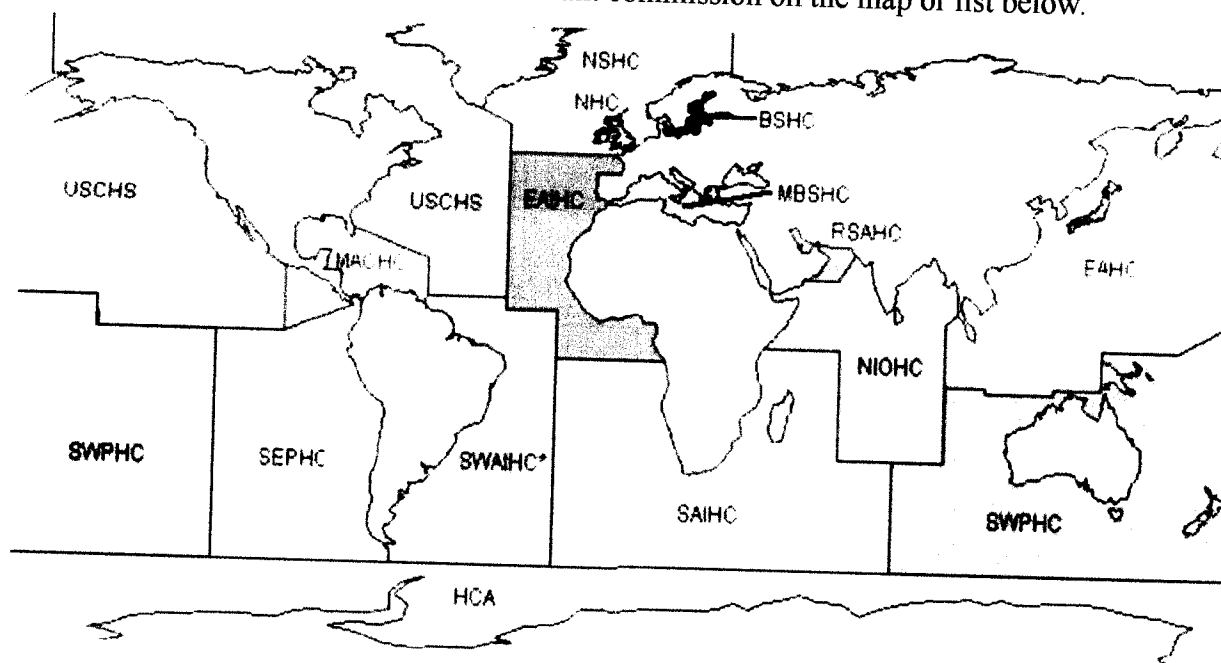 commission on the map or list below.
NSHC
NHC
BSHC
USCHS
USCHS
EAtHC
MBSHC
RSAHC
MACHC
EAHC
NIOHC
SWPHC
SEPHC
SWAtHC*
SAIHC
SWPHC
HCA